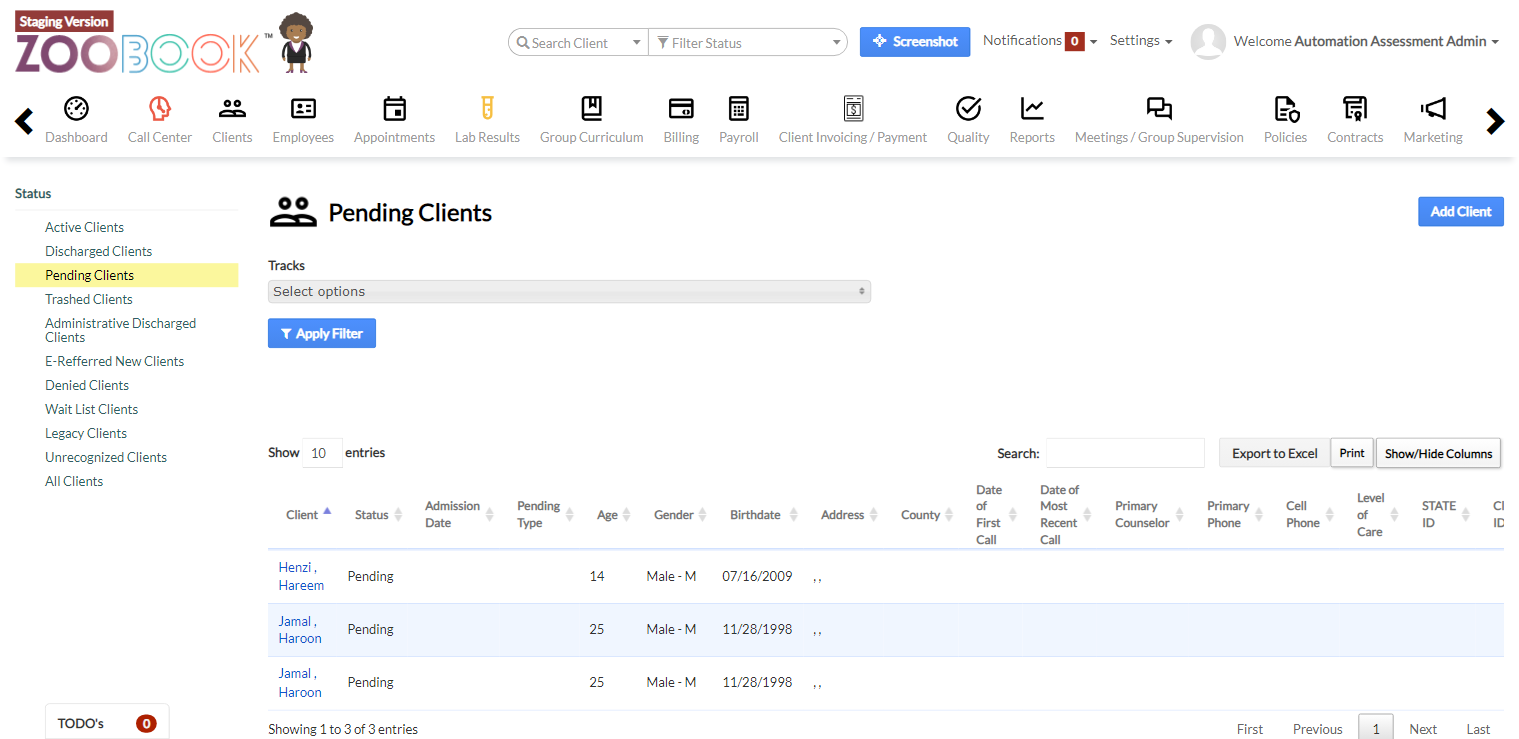 Staging Version
ZOOBOOK™
Search Client
Filter Status
Screenshot
Notifications 0
Settings
Welcome Automation Assessment Admin
Dashboard
Call Center
Clients
Employees
Appointments
Lab Results
Group Curriculum
Billing
Payroll
Client Invoicing / Payment
Quality
Reports
Meetings / Group Supervision
Policies
Contracts
Marketing
Status
Active Clients
Discharged Clients
Pending Clients
Trashed Clients
Administrative Discharged
Clients
E-Refferred New Clients
Denied Clients
Wait List Clients
Legacy Clients
Unrecognized Clients
All Clients
TODO's 0
Pending Clients
Add Client
Tracks
Select options
Apply Filter
Show 10 entries
Search:
Export to Excel
Print
Show/Hide Columns
Client
Status
Admission
Date
Pending
Type
Age
Gender
Birthdate
Address
County
Date
of
First
Call
Date of
Most
Recent
Call
Primary
Counselor
Primary
Phone
Cell
Phone
Level
of
Care
STATE
ID
Henzi ,
Hareem
Pending 14 Male - M 07/16/2009 , ,
Jamal ,
Haroon
Pending 25 Male - M 11/28/1998 , ,
Jamal ,
Haroon
Pending 25 Male - M 11/28/1998 , ,
Showing 1 to 3 of 3 entries
First Previous 1 Next Last